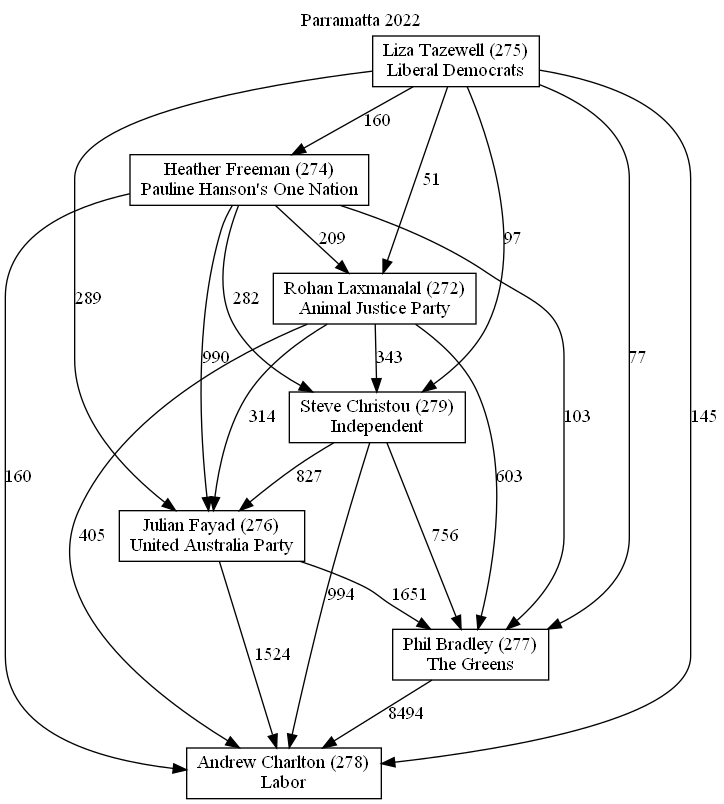 Parramatta 2022
Liza Tazewell (275)
Liberal Democrats
160
Heather Freeman (274)
Pauline Hanson's One Nation
51
209
97
Rohan Laxmanalal (272)
Animal Justice Party
289
282
990
343
77
314
Steve Christou (279)
Independent
103
145
160
827
603
405
Julian Fayad (276)
United Australia Party
756
994
1651
1524
Phil Bradley (277)
The Greens
8494
Andrew Charlton (278)
Labor